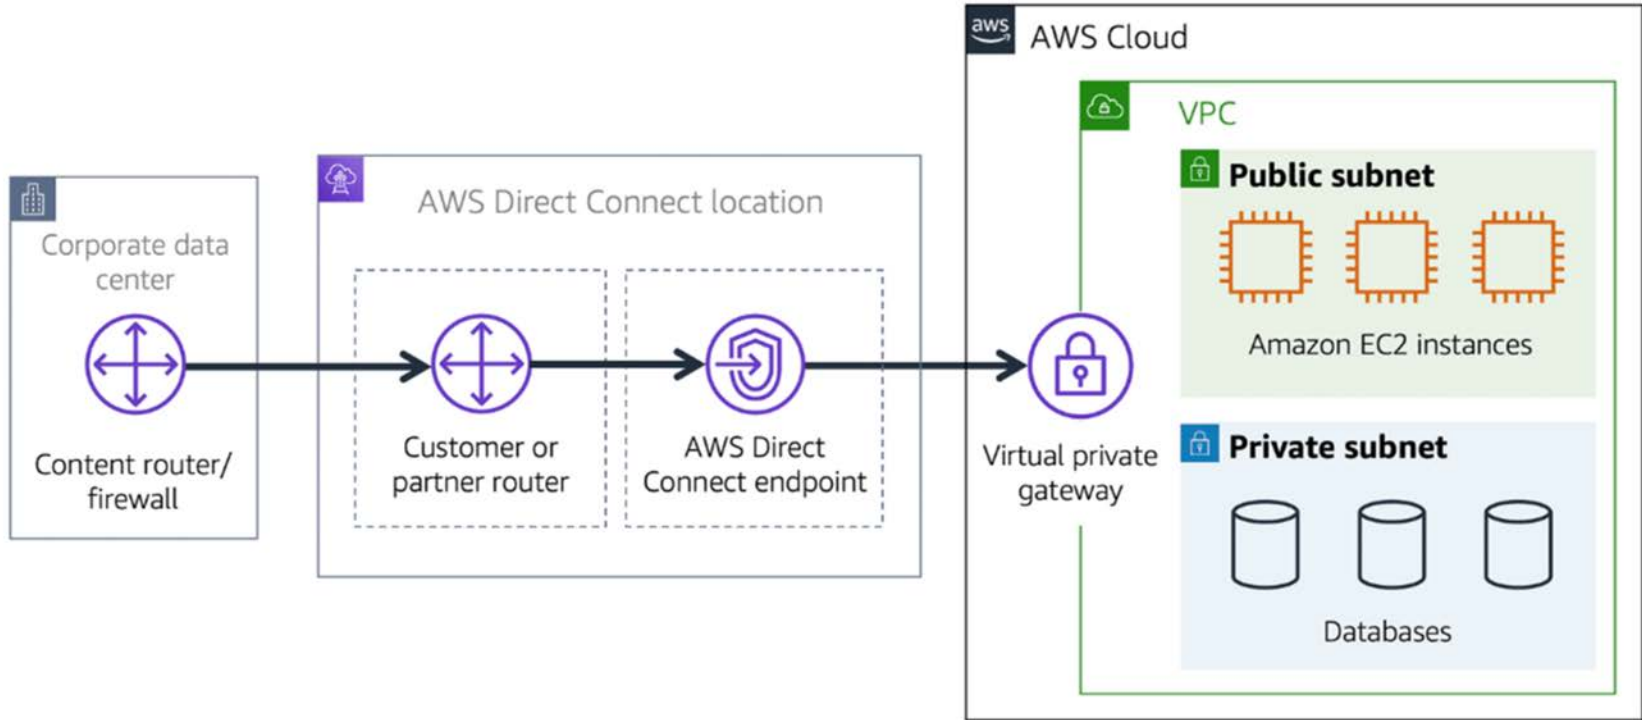 aws
AWS Cloud
VPC
Public subnet
Amazon EC2 instances
Private subnet
Databases
Virtual private
gateway
AWS Direct Connect location
Customer or
partner router
AWS Direct
Connect endpoint
Corporate data
center
Content router/
firewall